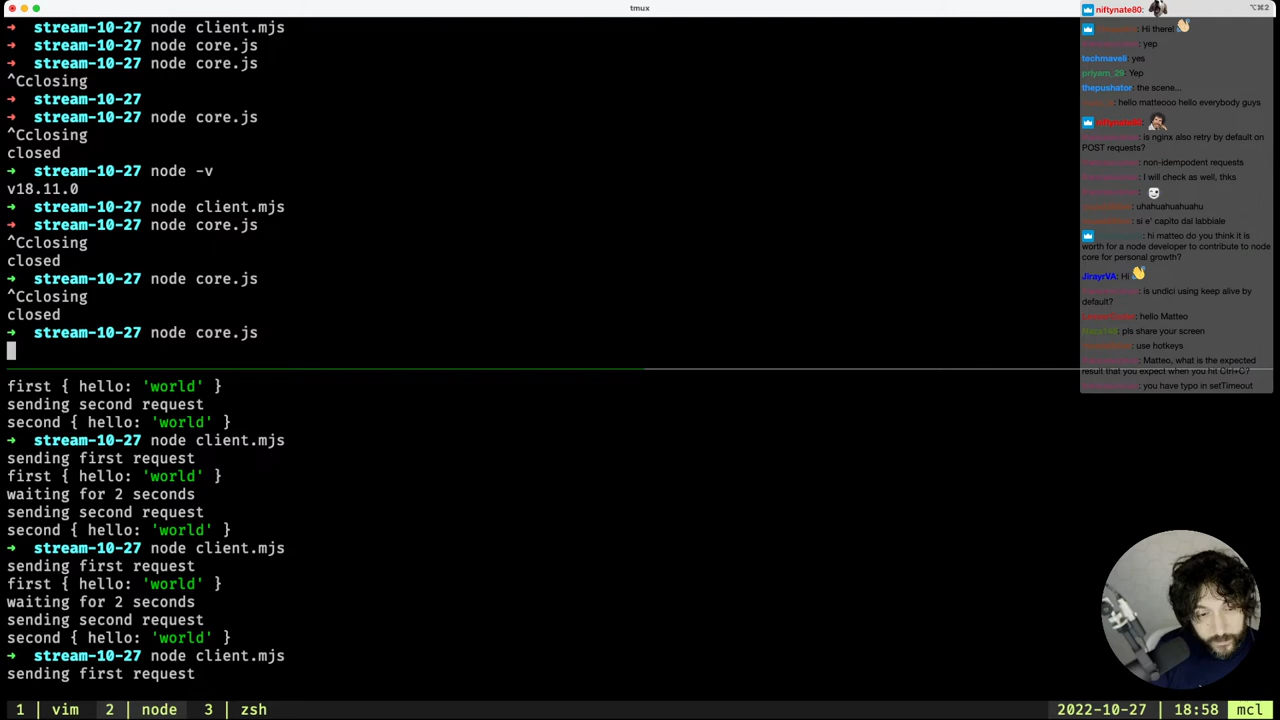 tmux
⌥⌘2
➜ stream-10-27 node client.mjs
➜ stream-10-27 node core.js
➜ stream-10-27 node core.js
^Cclosing
➜ stream-10-27
➜ stream-10-27 node core.js
^Cclosing
closed
➜ stream-10-27 node -v
v18.11.0
➜ stream-10-27 node client.mjs
➜ stream-10-27 node core.js
^Cclosing
closed
➜ stream-10-27 node core.js
^Cclosing
closed
➜ stream-10-27 node core.js
first { hello: 'world' }
sending second request
second { hello: 'world' }
➜ stream-10-27 node client.mjs
sending first request
first { hello: 'world' }
waiting for 2 seconds
sending second request
second { hello: 'world' }
➜ stream-10-27 node client.mjs
sending first request
first { hello: 'world' }
waiting for 2 seconds
sending second request
second { hello: 'world' }
➜ stream-10-27 node client.mjs
sending first request
niftynate80:
: Hi there!
: yep
techmavell: yes
priyam_29: Yep
thepushator: the scene...
: hello matteooo hello everybody guys
niftynate80:
: is nginx also retry by default on
POST requests?
: non-idempodent requests
: I will check as well, thks
:
: uhahuahuahuahu
: si e' capito dal labbiale
: hi matteo do you think it is
worth for a node developer to contribute to node
core for personal growth?
JirayrVA: Hi
: is undici using keep alive by
default?
: hello Matteo
: pls share your screen
: use hotkeys
: Matteo, what is the expected
result that you expect when you hit Ctrl+C?
: you have typo in setTimeout
1 | vim 2 | node 3 | zsh 2022-10-27 | 18:58 mcl